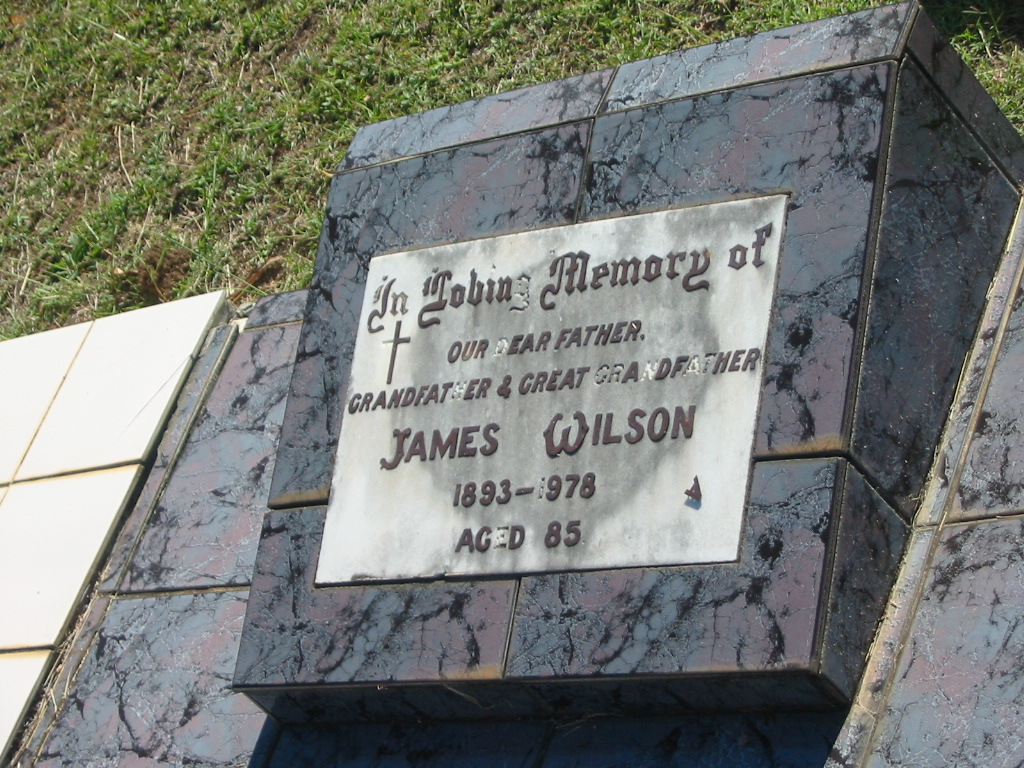 In Loving Memory of
OUR DEAR FATHER,
GRANDFATHER & GREAT GRANDFATHER
JAMES WILSON
1893-1978
AGED 85